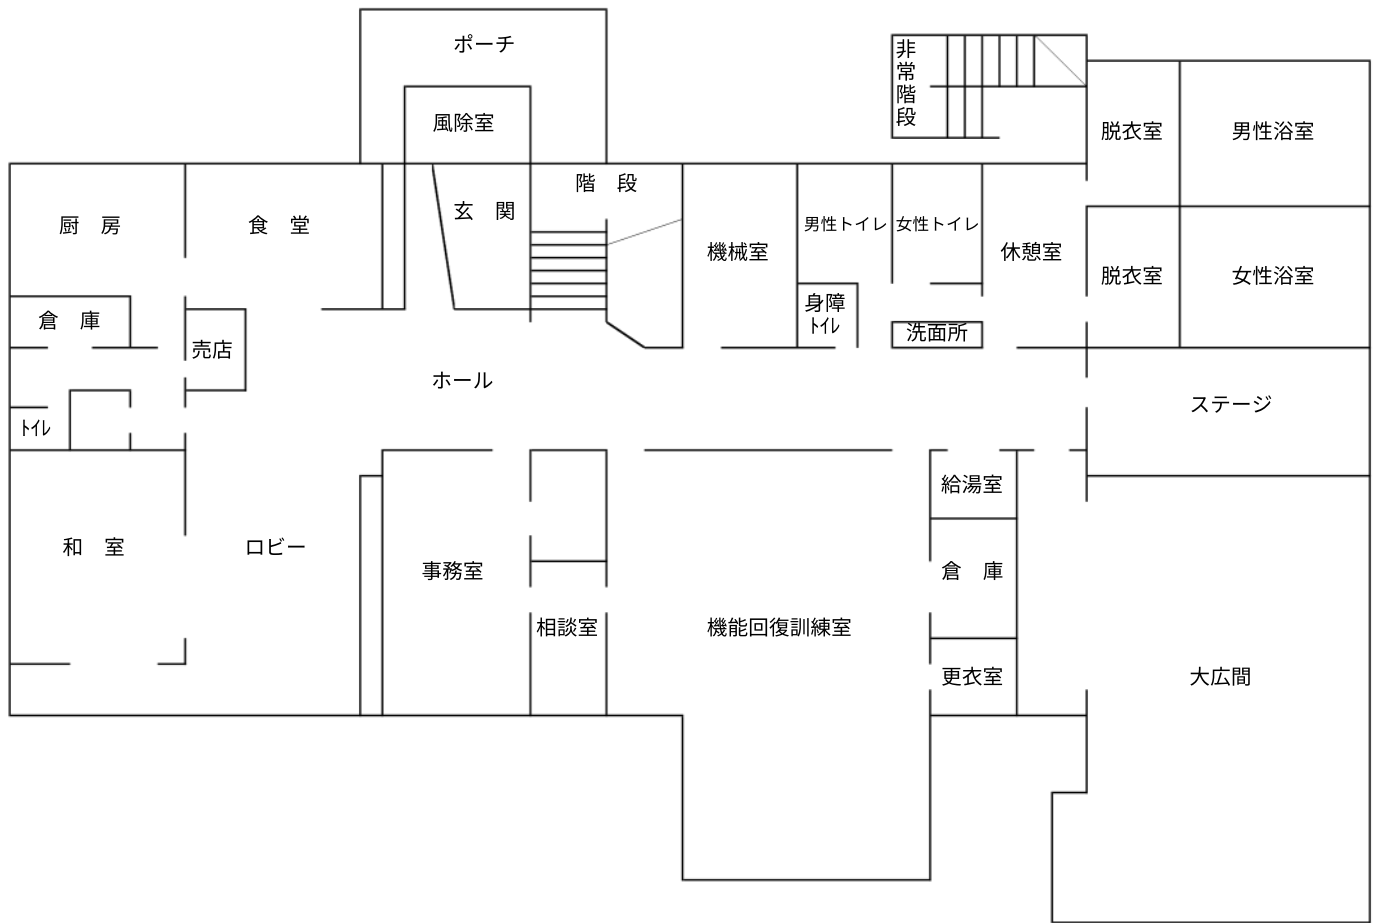 ポーチ
非常階段
風除室
脱衣室
男性浴室
階　段
厨　房
食　堂
玄　関
機械室
男性トイレ
女性トイレ
休憩室
脱衣室
女性浴室
倉　庫
売店
身障
ﾄｲﾚ
洗面所
ホール
ステージ
ﾄｲﾚ
給湯室
和　室
ロビー
事務室
倉　庫
相談室
機能回復訓練室
更衣室
大広間